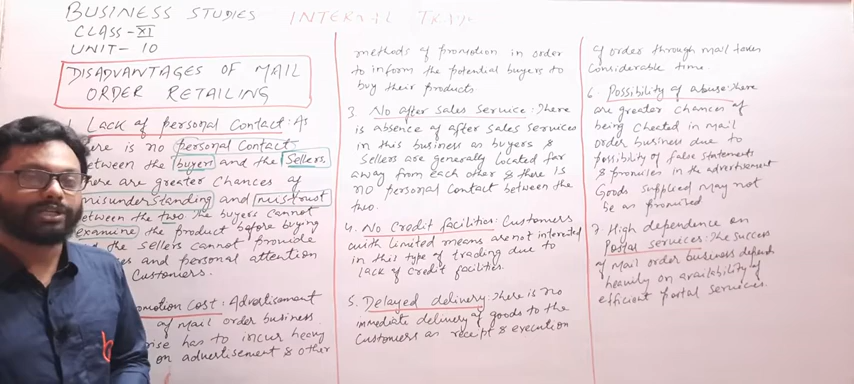 BUSINESS STUDIES INTERNAL TRA
CLASS - XI
UNIT - 10
DISADVANTAGES OF MAIL
ORDER RETAILING
1. Lack of personal Contact: As
there is no personal Contact
between the buyers and the Sellers.
there are greater Chances of
misunderstanding and mistrust
between the two. The buyers cannot
examine the product before buying
the sellers cannot provide
and personal attention
Customers.
omotion Cost: Advertisement
of Mail order business
rise has to incur heavy
on advertisement & other
methods of promotion in order
to inform the potential buyers to
buy their products.
3. No after sales service: There
is absence of after sales services
in this business as buyers &
Sellers are generally located far
away from each other & there is
no personal contact between the
two.
4. No Credit facilities: Customers
with limited means are not interested
in this type of trading due to
lack of credit facilities.
5. Delayed delivery: There is no
immediate delivery of goods to the
Customers as receipt & execution
of order through mail takes
Considerable time.
6. Possibility of abuse: There
are greater chances of
being cheated in mail
order business due to
possibility of false statements
& promises in the advertisement
Goods supplied may not
be as promised
7. High dependence on
Postal services: The success
of Mail order business depends
heavily on availability of
efficient postal services.